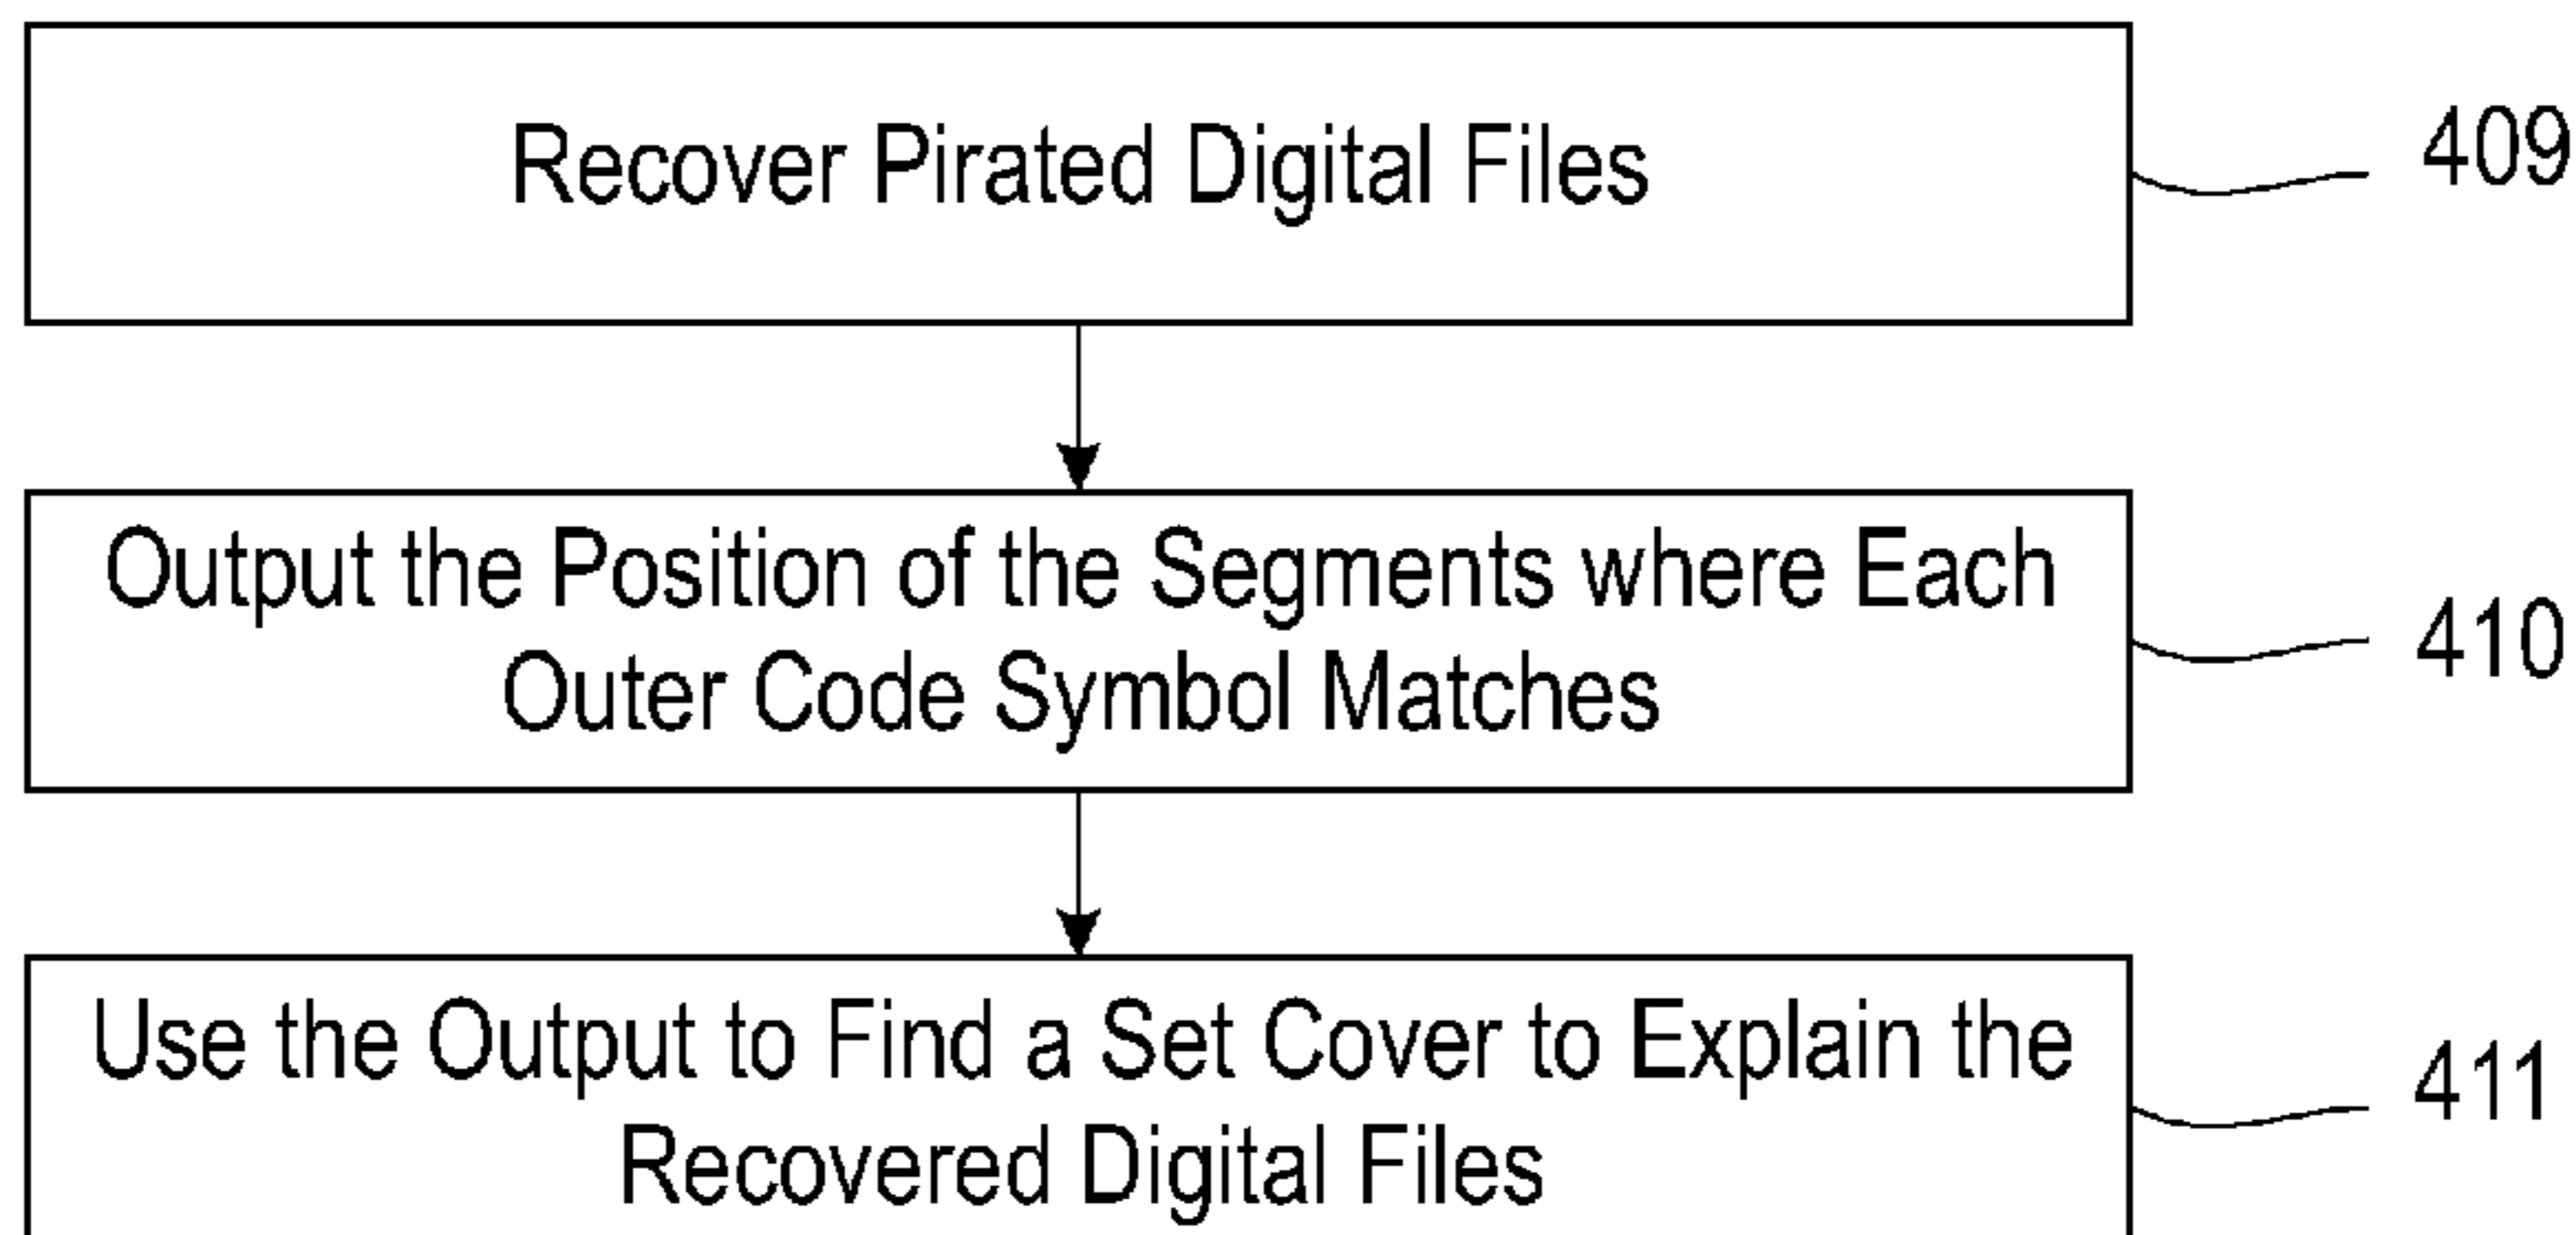 Recover Pirated Digital Files
409
Output the Position of the Segments where Each
Outer Code Symbol Matches
410
Use the Output to Find a Set Cover to Explain the
Recovered Digital Files
411